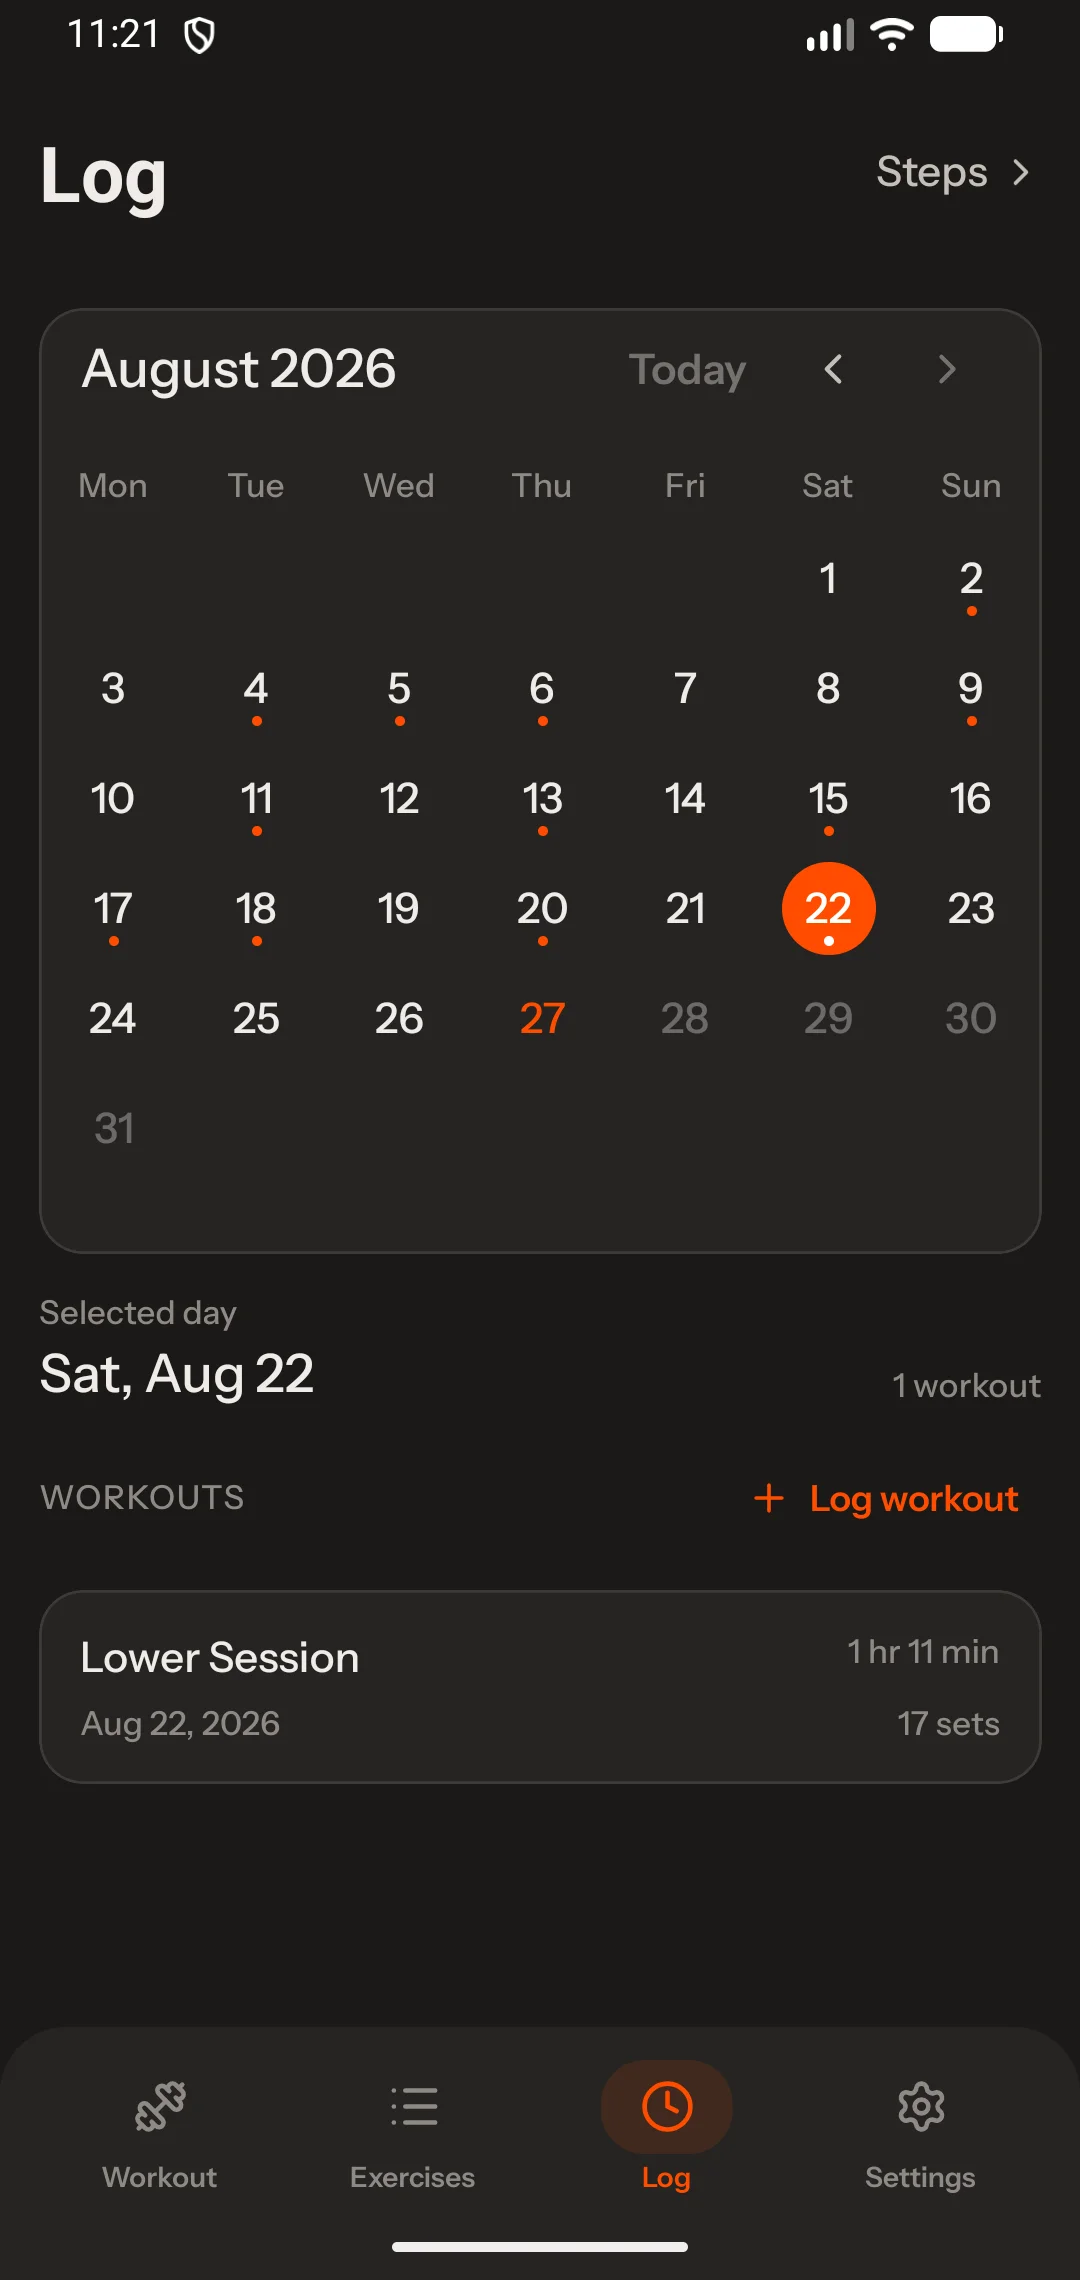 11:21
Log
Steps
August 2026
Today
Mon Tue Wed Thu Fri Sat Sun
1 2
3 4 5 6 7 8 9
10 11 12 13 14 15 16
17 18 19 20 21 22 23
24 25 26 27 28 29 30
31
Selected day
Sat, Aug 22
1 workout
WORKOUTS
+ Log workout
Lower Session
1 hr 11 min
Aug 22, 2026
17 sets
Workout Exercises Log Settings